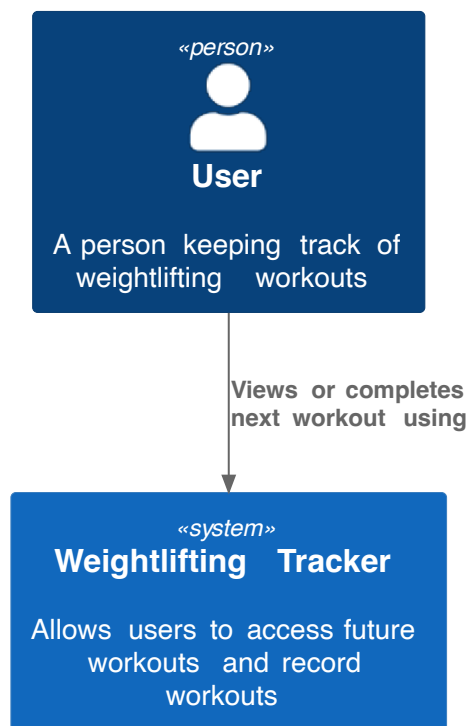 «person»
User
A person keeping track of
weightlifting workouts
Views or completes
next workout using
«system»
Weightlifting Tracker
Allows users to access future
workouts and record
workouts